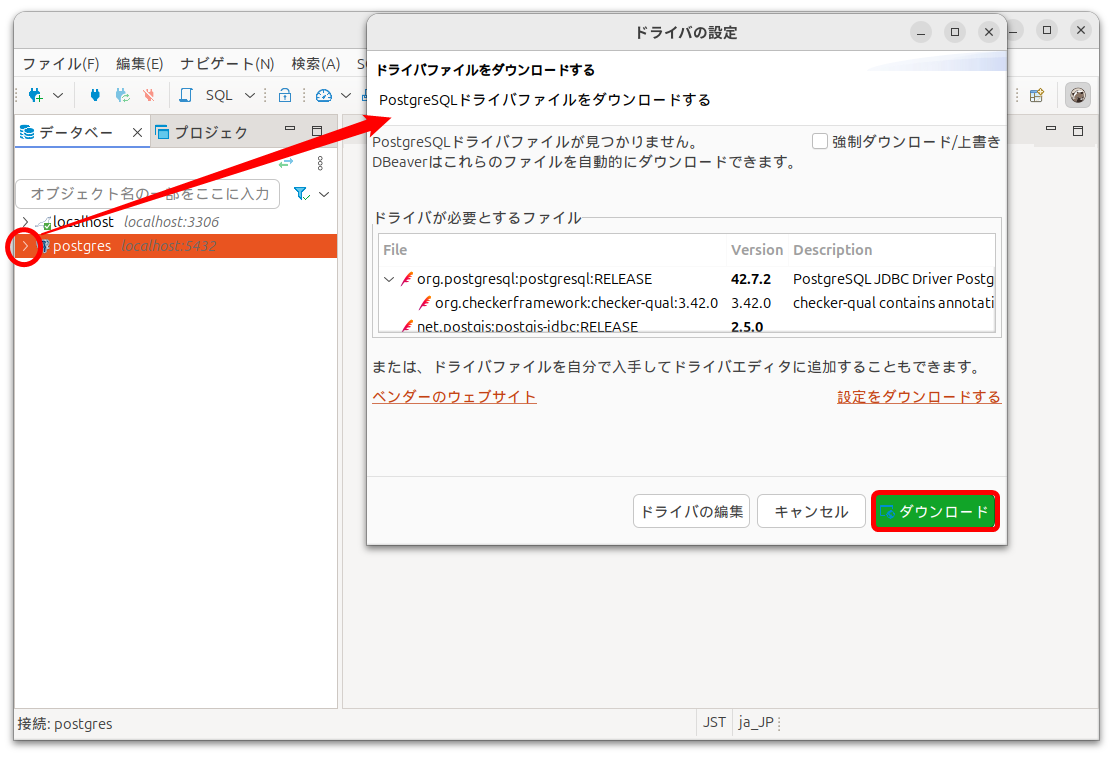 ドライバの設定
ファイル(F) 編集(E) ナビゲート(N) 検索(A)
SQL
データベー プロジェク
オブジェクト名の一部をここに入力
localhost localhost:3306
postgres localhost:5432
ドライバファイルをダウンロードする
PostgreSQLドライバファイルをダウンロードする
PostgreSQLドライバファイルが見つかりません。
DBeaverはこれらのファイルを自動的にダウンロードできます。
強制ダウンロード/上書き
ドライバが必要とするファイル
File Version Description
org.postgresql:postgresql:RELEASE 42.7.2 PostgreSQL JDBC Driver Postg
org.checkerframework:checker-qual:3.42.0 3.42.0 checker-qual contains annotati
net.postgis:postgis-jdbc:RELEASE 2.5.0
または、ドライバファイルを自分で入手してドライバエディタに追加することもできます。
ベンダーのウェブサイト 設定をダウンロードする
ドライバの編集 キャンセル ダウンロード
接続: postgres JST ja_JP